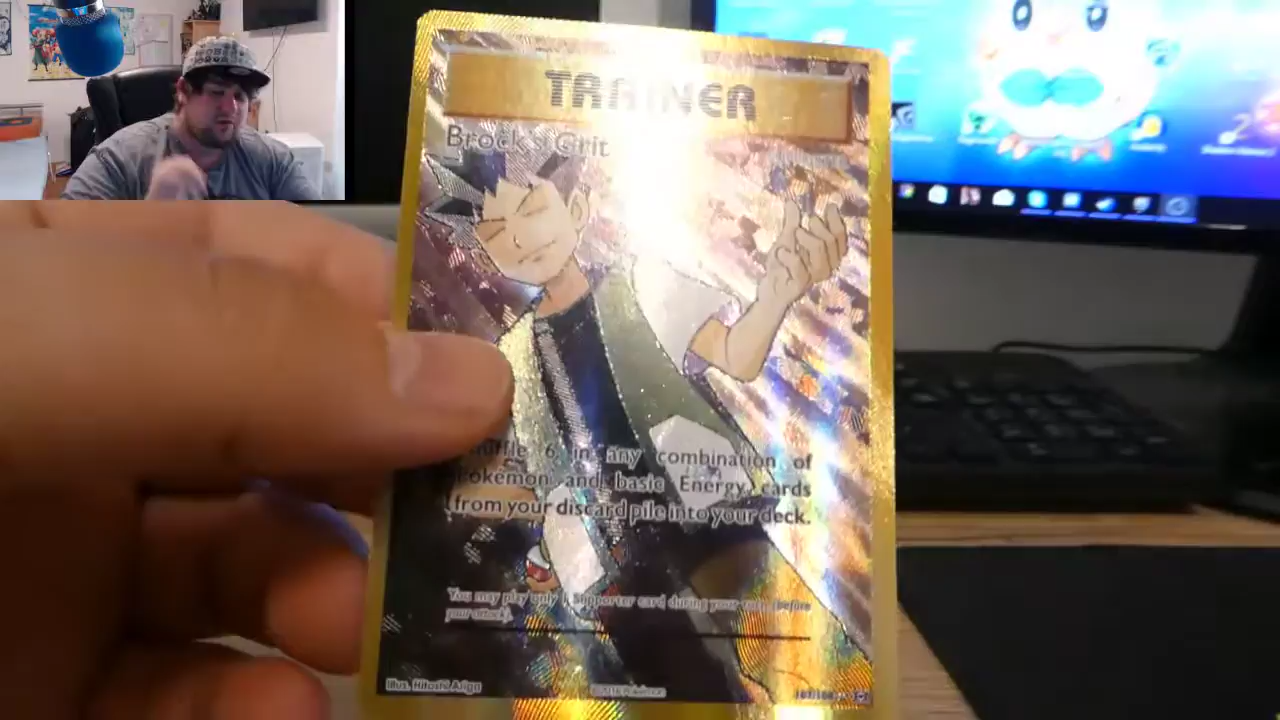 TRAINER
Brock's Grit
Shuffle 6 in any combination of
Pokémon and basic Energy cards
from your discard pile into your deck.
You may play only 1 Supporter card during your turn (before
your attack).
Illus. Hitoshi Ariga
©2016 Pokémon
107/108